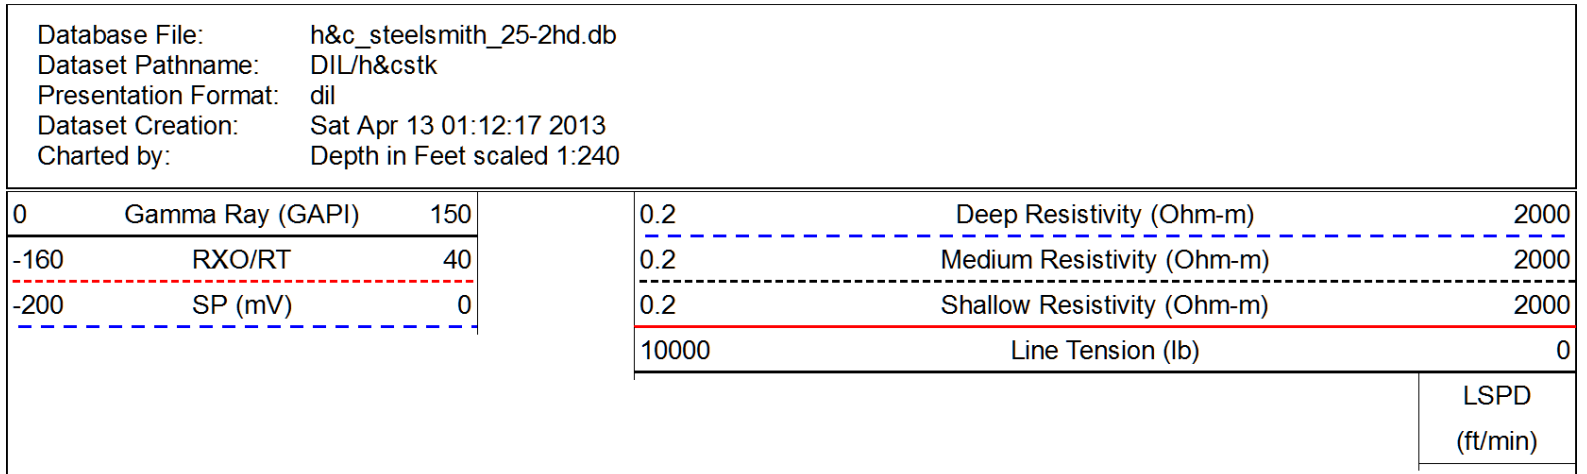 Database File: h&c_steelsmith_25-2hd.db
Dataset Pathname: DIL/h&cstk
Presentation Format: dil
Dataset Creation: Sat Apr 13 01:12:17 2013
Charted by: Depth in Feet scaled 1:240
0 Gamma Ray (GAPI) 150 0.2 Deep Resistivity (Ohm-m) 2000
-160 RXO/RT 40 0.2 Medium Resistivity (Ohm-m) 2000
-200 SP (mV) 0 0.2 Shallow Resistivity (Ohm-m) 2000
10000 Line Tension (lb) 0
LSPD
(ft/min)